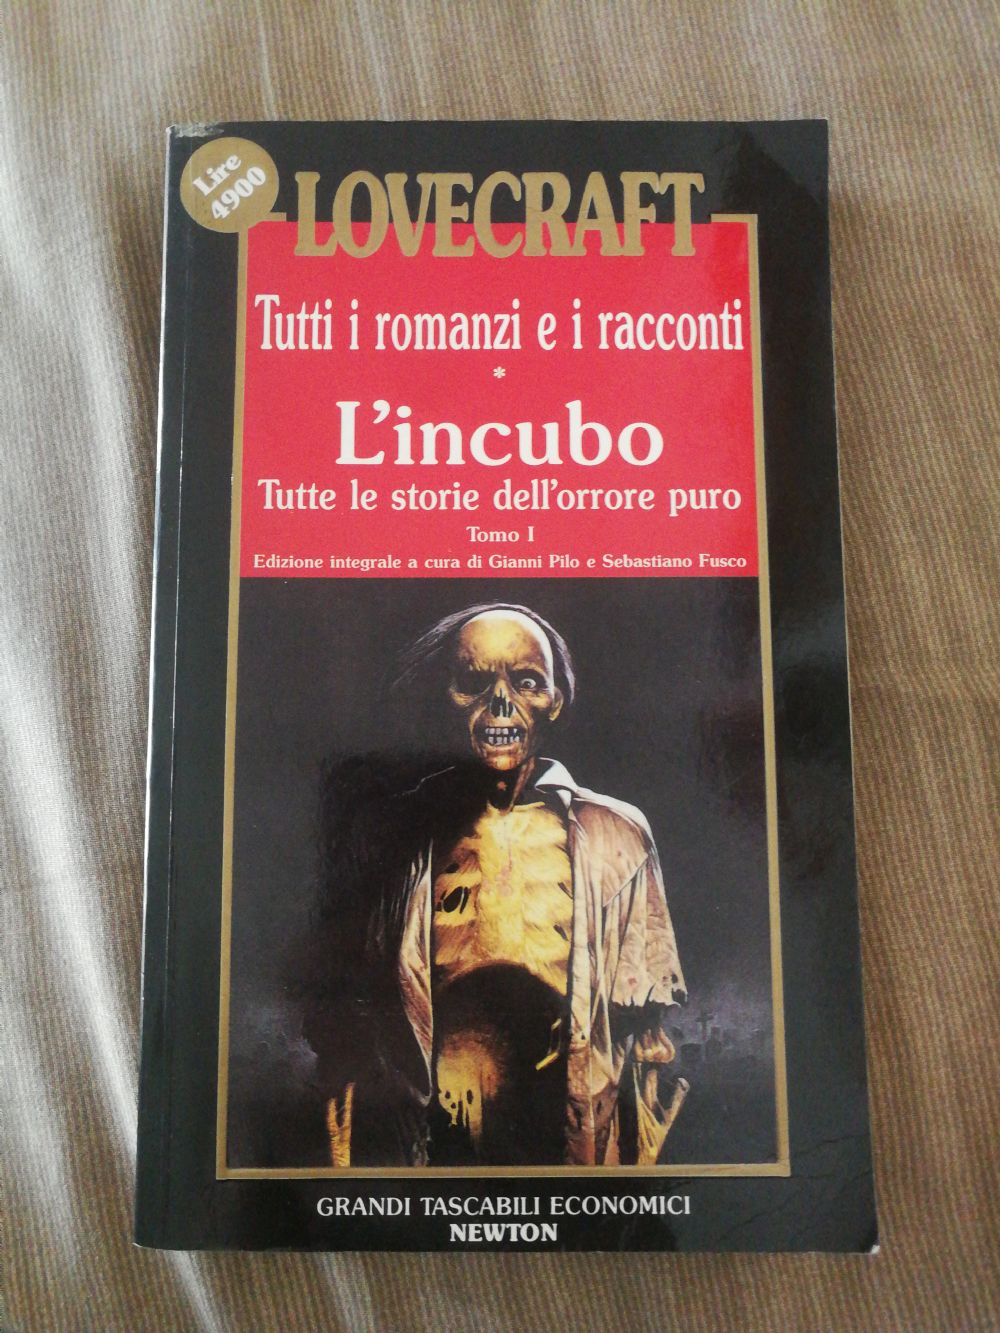 Lire
4900
LOVECRAFT
Tutti i romanzi e i racconti
*
L'incubo
Tutte le storie dell'orrore puro
Tomo I
Edizione integrale a cura di Gianni Pilo e Sebastiano Fusco
GRANDI TASCABILI ECONOMICI
NEWTON